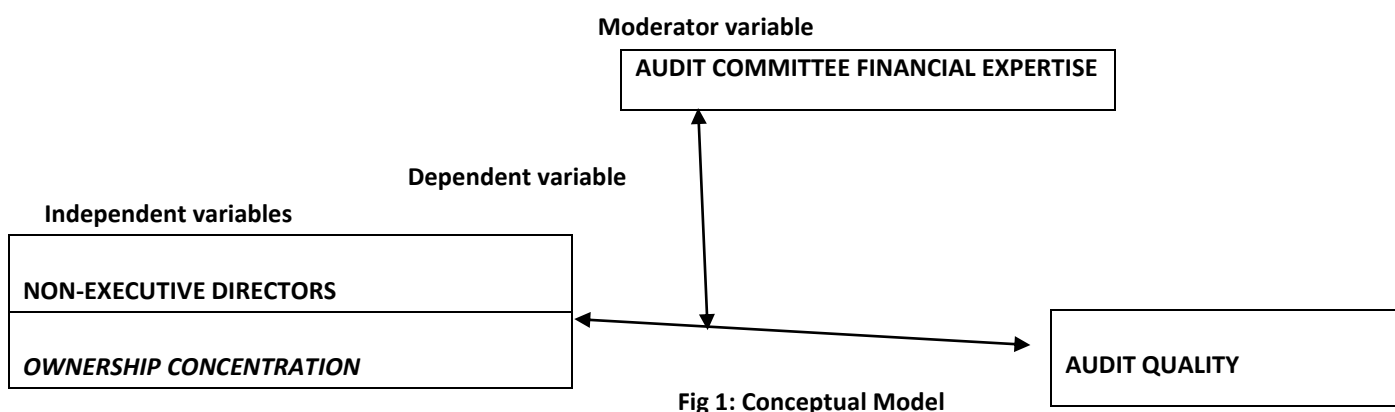 Moderator variable
AUDIT COMMITTEE FINANCIAL EXPERTISE
Dependent variable
Independent variables
NON-EXECUTIVE DIRECTORS
OWNERSHIP CONCENTRATION
AUDIT QUALITY
Fig 1: Conceptual Model